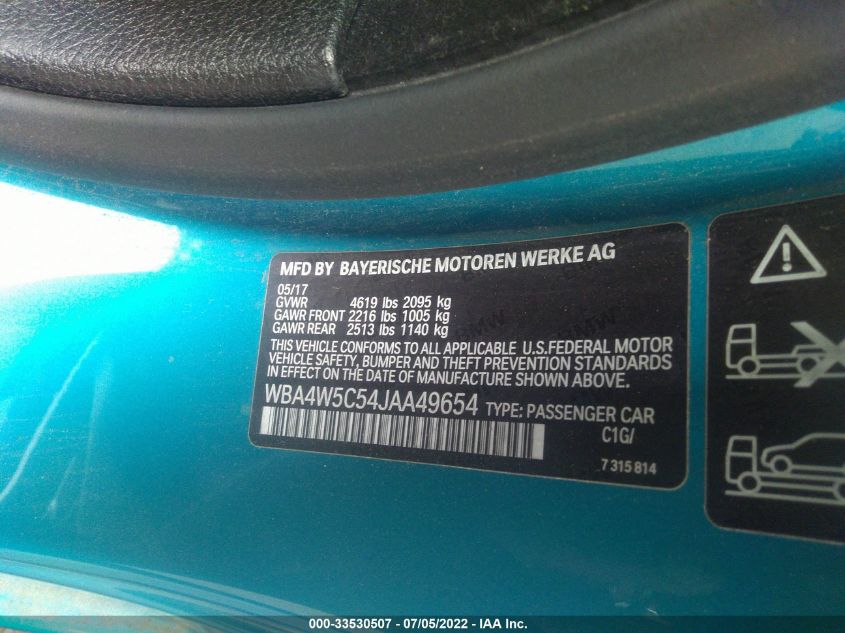 MFD BY BAYERISCHE MOTOREN WERKE AG
05/17
GVWR 4619 lbs 2095 kg
GAWR FRONT 2216 lbs 1005 kg
GAWR REAR 2513 lbs 1140 kg
THIS VEHICLE CONFORMS TO ALL APPLICABLE U.S.FEDERAL MOTOR
VEHICLE SAFETY, BUMPER AND THEFT PREVENTION STANDARDS
IN EFFECT ON THE DATE OF MANUFACTURE SHOWN ABOVE.
WBA4W5C54JAA49654 TYPE: PASSENGER CAR
C1G/
7 315 814
000-33530507 / 07/05/2022 - IAA Inc.